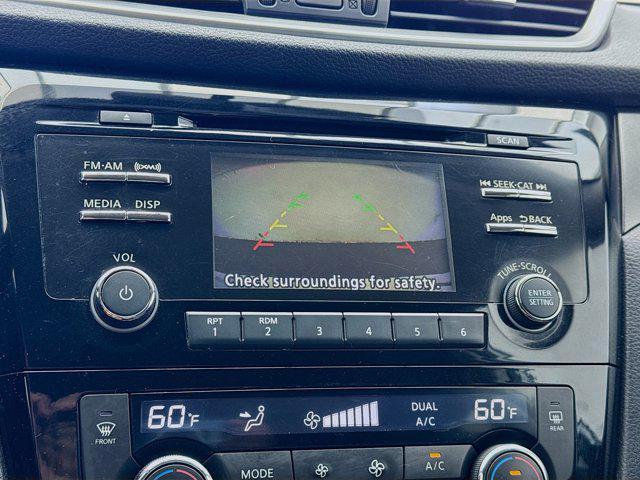 SCAN
FM·AM ((XM))
MEDIA DISP
VOL
SEEK·CAT
Apps BACK
TUNE·SCROLL
ENTER
SETTING
Check surroundings for safety.
RPT
1
RDM
2
3
4
5
6
60°F
DUAL
A/C
60°F
FRONT
REAR
MODE
A/C